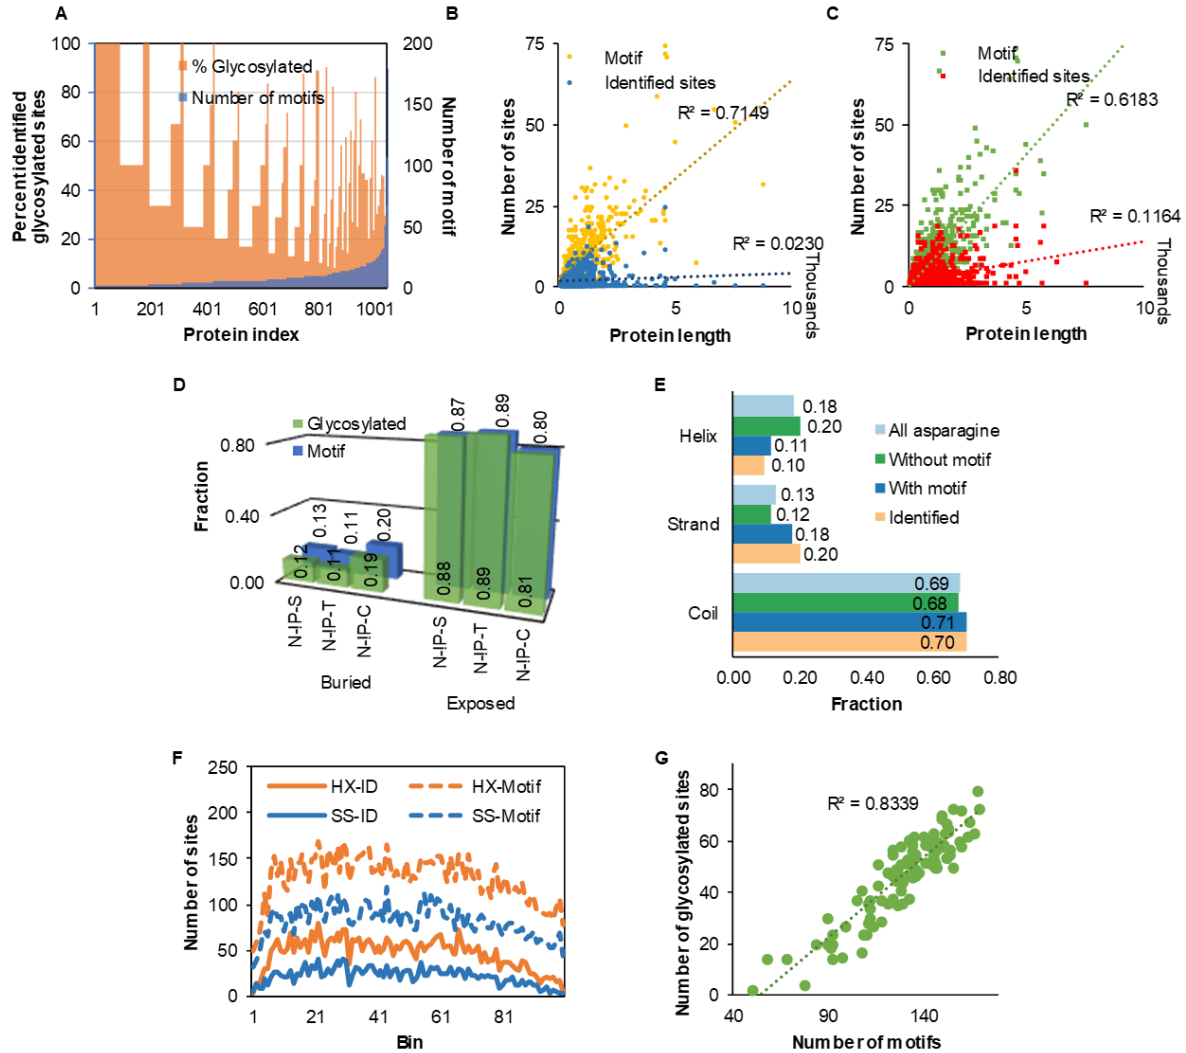 A
100
80
60
40
20
0
200
150
100
50
0
% Glycosylated
Number of motifs
Percentidentified
glycosylated sites
Number of motif
1
201
401
601
801
1001
Protein index
B
75
50
25
0
Number of sites
Motif
Identified sites
R² = 0.7149
R² = 0.0230
0
5
10
Thousands
Protein length
C
75
50
25
0
Number of sites
Motif
Identified sites
R² = 0.6183
R² = 0.1164
0
5
10
Thousands
Protein length
D
Glycosylated
Motif
Fraction
0.80
0.40
0.00
0.12
0.13
0.11
0.11
0.19
0.20
0.88
0.87
0.89
0.89
0.81
0.80
N-!P-S
N-!P-T
N-!P-C
N-!P-S
N-!P-T
N-!P-C
Buried
Exposed
E
Helix
0.18
0.20
0.11
0.10
Strand
0.13
0.12
0.18
0.20
Coil
0.69
0.68
0.71
0.70
All asparagine
Without motif
With motif
Identified
0.00
0.20
0.40
0.60
0.80
Fraction
F
250
200
150
100
50
0
Number of sites
HX-ID
HX-Motif
SS-ID
SS-Motif
1
21
41
61
81
Bin
G
80
60
40
20
0
Number of glycosylated sites
R² = 0.8339
40
90
140
Number of motifs